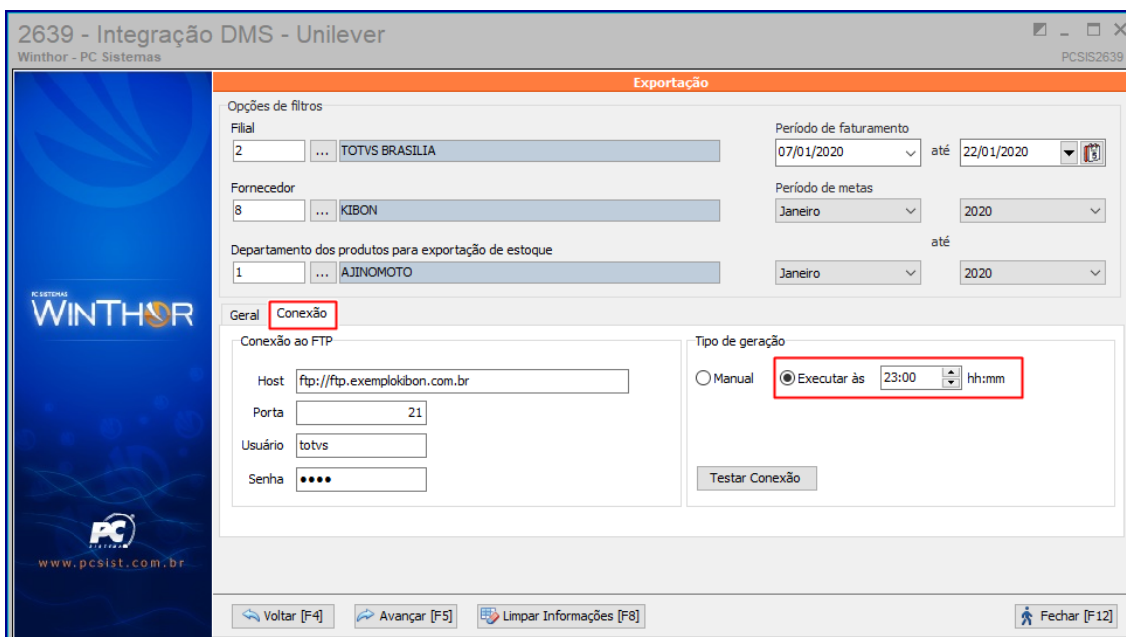 2639 - Integração DMS - Unilever
Winthor - PC Sistemas
PCSIS2639
Exportação
Opções de filtros
Filial
2 ... TOTVS BRASILIA
Período de faturamento
07/01/2020 até 22/01/2020
Fornecedor
8 ... KIBON
Período de metas
Janeiro 2020
até
Departamento dos produtos para exportação de estoque
1 ... AJINOMOTO
Janeiro 2020
PC SISTEMAS
WINTHOR
Geral Conexão
Conexão ao FTP
Host ftp://ftp.exemplokibon.com.br
Porta 21
Usuário totvs
Senha ••••
Tipo de geração
Manual Executar às 23:00 hh:mm
Testar Conexão
PC
SISTEMAS
www.pcsist.com.br
Voltar [F4] Avançar [F5] Limpar Informações [F8] Fechar [F12]